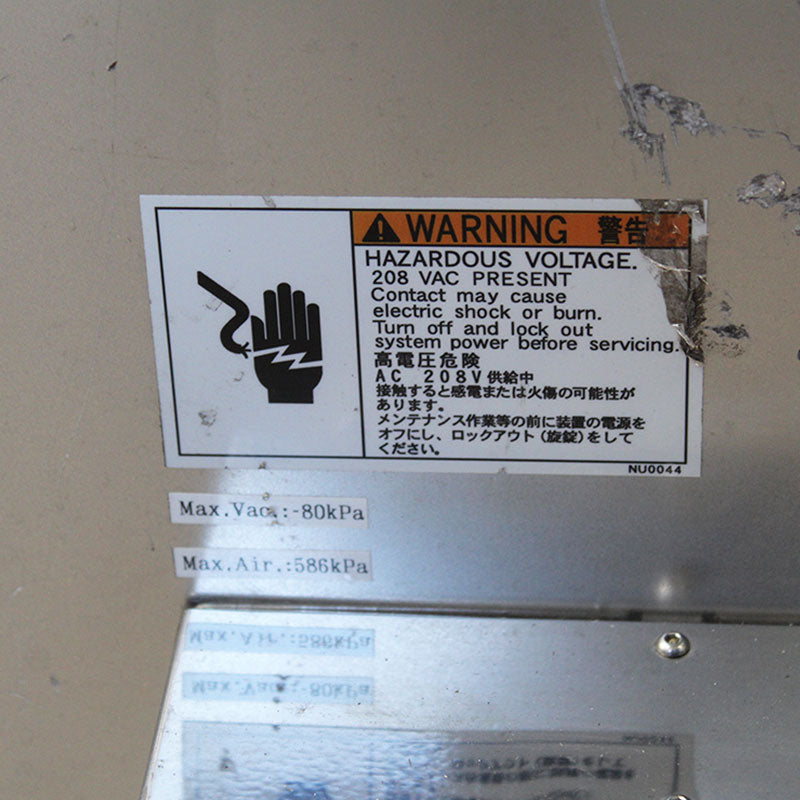 WARNING 警告
HAZARDOUS VOLTAGE.
208 VAC PRESENT
Contact may cause
electric shock or burn.
Turn off and lock out
system power before servicing.
高電圧危険
AC 208V供給中
接触すると感電または火傷の可能性が
あります。
メンテナンス作業等の前に装置の電源を
オフにし、ロックアウト(旋錠)をして
ください。
NU0044
Max.Vac.:-80kPa
Max.Air.:586kPa